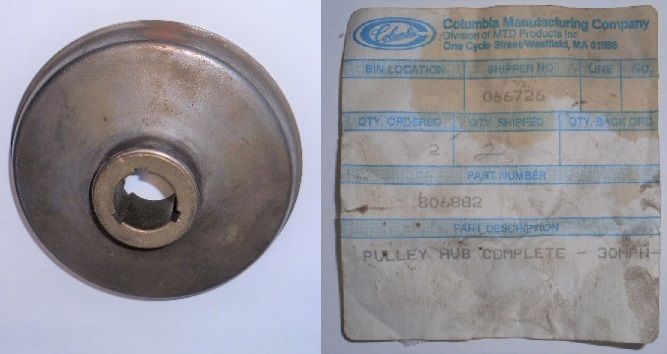 Columbia
Columbia Manufacturing Company
Division of MTD Products Inc
One Cycle Street/Westfield, MA 01085
BIN LOCATION SHIPPER NO LINE NO.
066726
QTY. ORDERED QTY. SHIPPED QTY. BACK ORD.
2 2
PART NUMBER
806882
PART DESCRIPTION
PULLEY HUB COMPLETE - 30MPH-